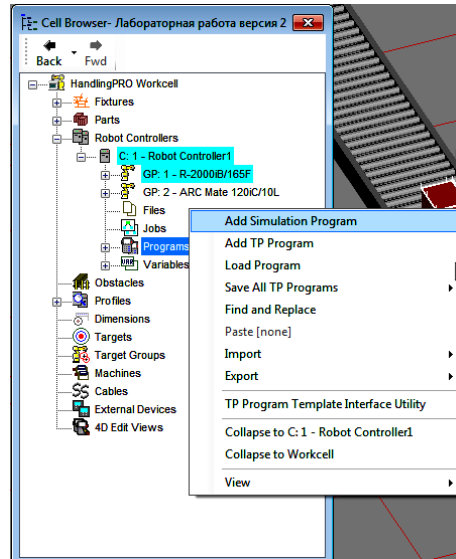 Cell Browser- Лабораторная работа версия 2
Back Fwd
HandlingPRO Workcell
Fixtures
Parts
Robot Controllers
C: 1 - Robot Controller1
GP: 1 - R-2000iB/165F
GP: 2 - ARC Mate 120iC/10L
Files
Jobs
Programs
Variables
Obstacles
Profiles
Dimensions
Targets
Target Groups
Machines
Cables
External Devices
4D Edit Views
Add Simulation Program
Add TP Program
Load Program
Save All TP Programs
Find and Replace
Paste [none]
Import
Export
TP Program Template Interface Utility
Collapse to C: 1 - Robot Controller1
Collapse to Workcell
View